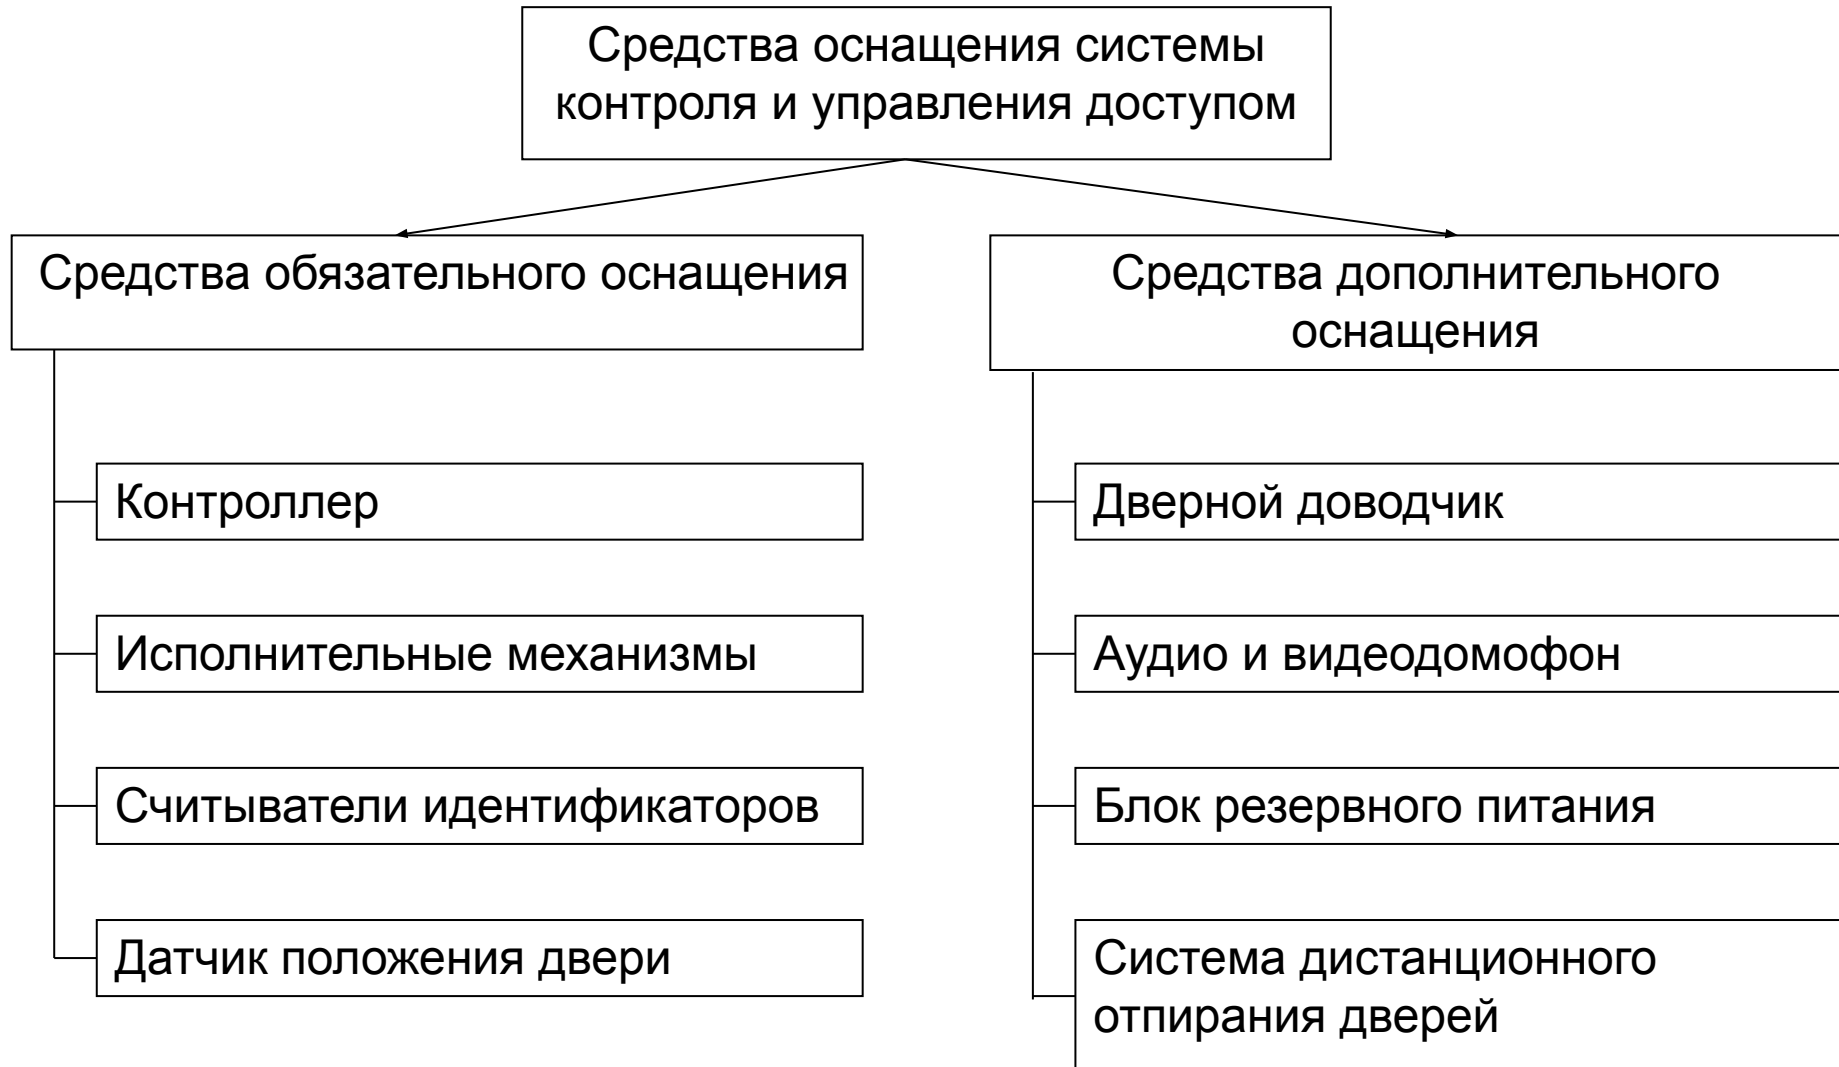 Средства оснащения системы
контроля и управления доступом
Средства обязательного оснащения
Средства дополнительного
оснащения
Контроллер
Исполнительные механизмы
Считыватели идентификаторов
Датчик положения двери
Дверной доводчик
Аудио и видеодомофон
Блок резервного питания
Система дистанционного
отпирания дверей